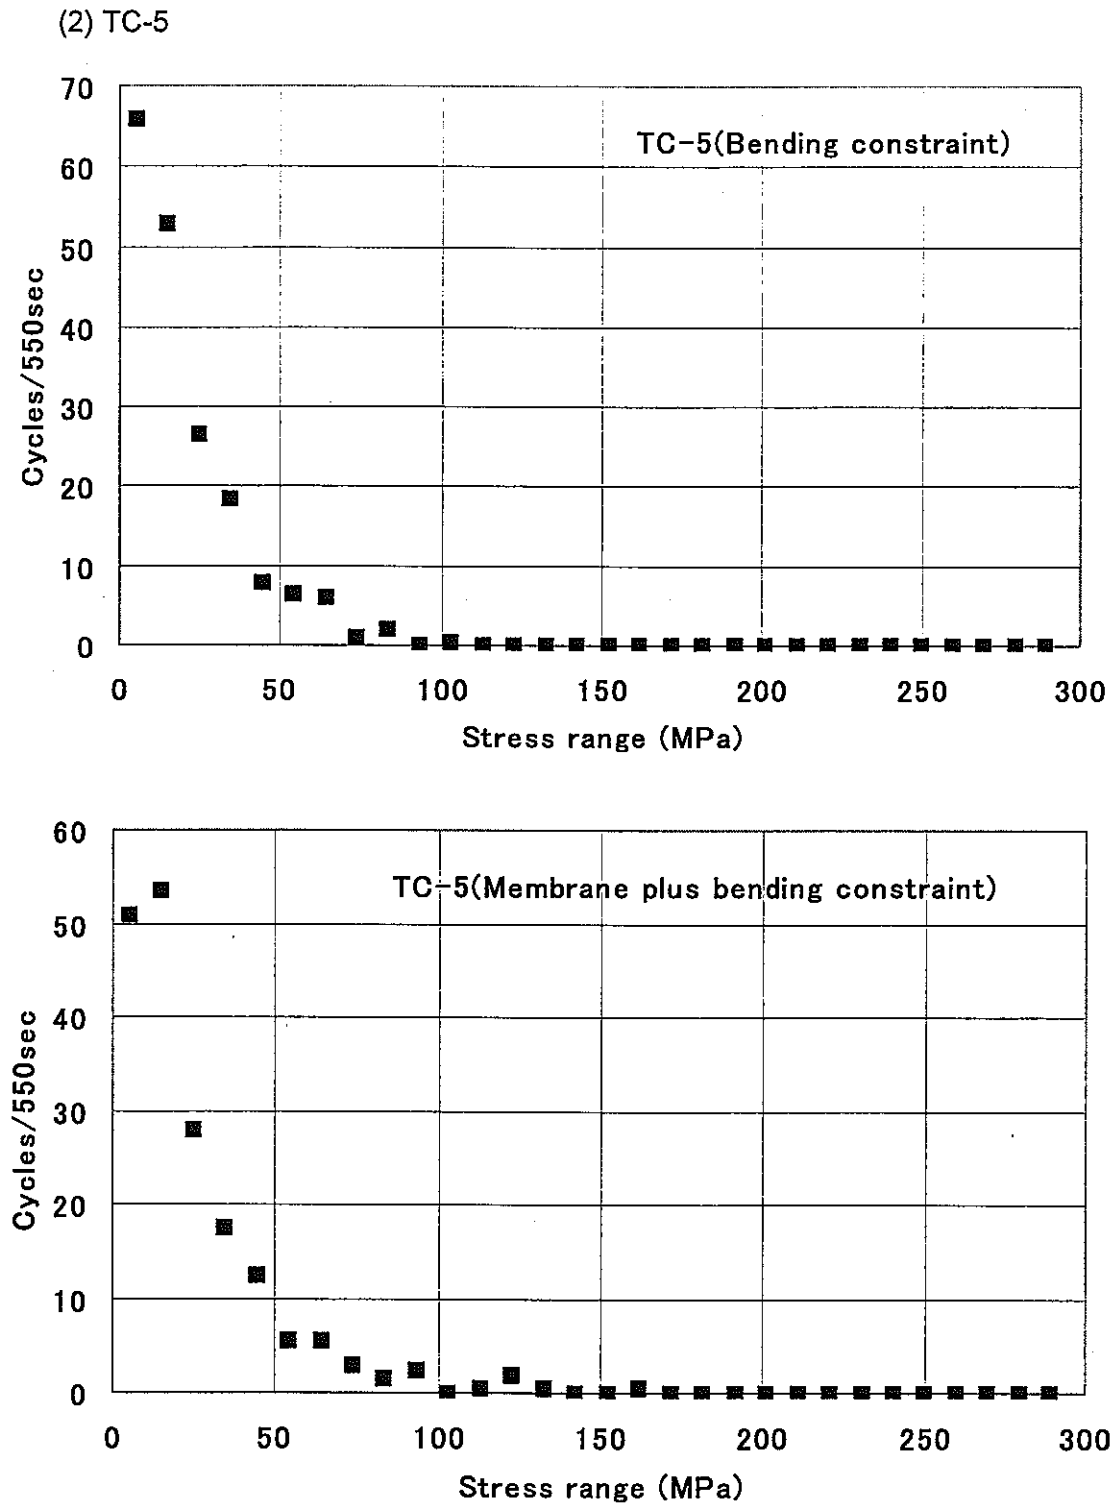 (2) TC-5
70
60
50
40
30
20
10
0
Cycles/550sec
TC-5(Bending constraint)
0 50 100 150 200 250 300
Stress range (MPa)
60
50
40
30
20
10
0
Cycles/550sec
TC-5(Membrane plus bending constraint)
0 50 100 150 200 250 300
Stress range (MPa)